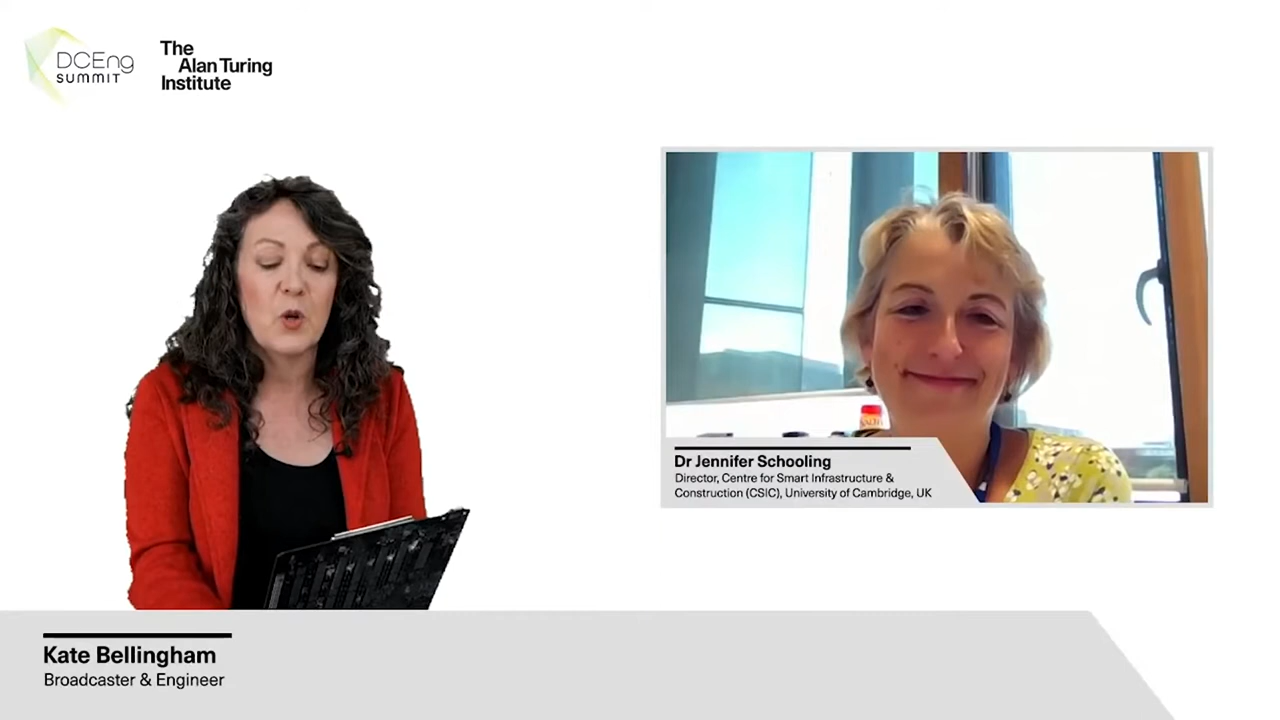 DCEng
SUMMIT
The
Alan Turing
Institute
Dr Jennifer Schooling
Director, Centre for Smart Infrastructure &
Construction (CSIC), University of Cambridge, UK
Kate Bellingham
Broadcaster & Engineer